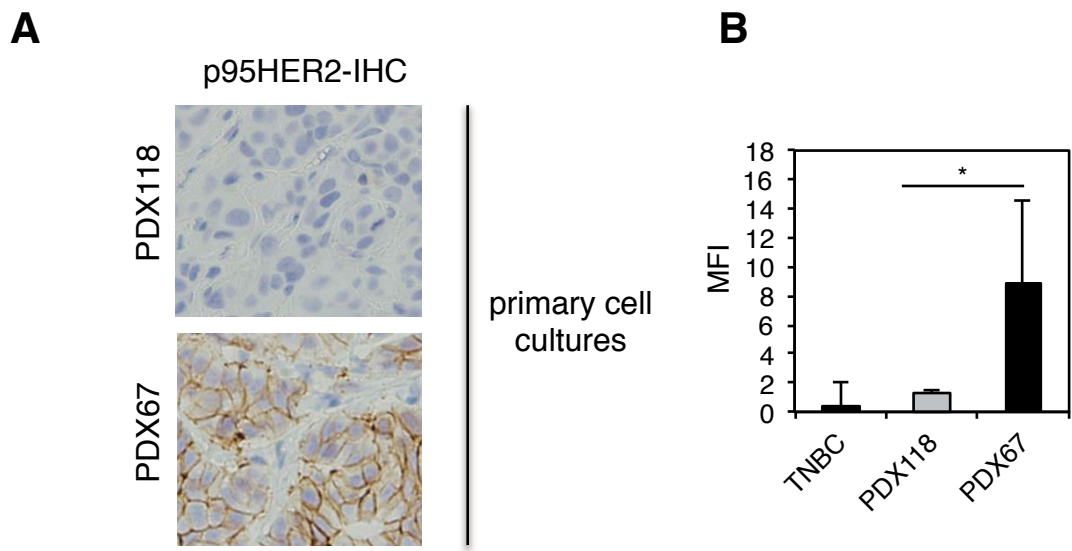 A
p95HER2-IHC
PDX118
PDX67
primary cell
cultures
B
MFI
18
16
14
12
10
8
6
4
2
0
*
TNBC
PDX118
PDX67